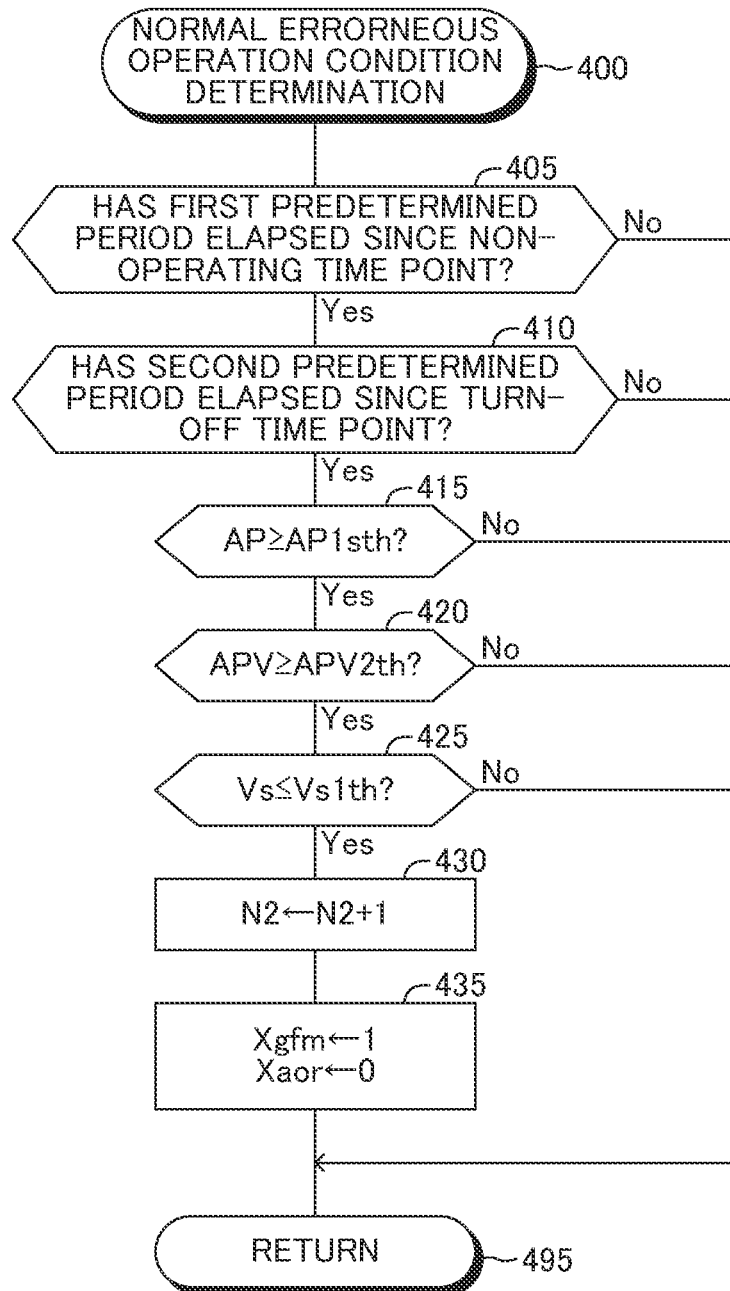 NORMAL ERRORNEOUS
OPERATION CONDITION
DETERMINATION
400
405
HAS FIRST PREDETERMINED
PERIOD ELAPSED SINCE NON-
OPERATING TIME POINT?
No
Yes
410
HAS SECOND PREDETERMINED
PERIOD ELAPSED SINCE TURN-
OFF TIME POINT?
No
Yes
415
AP≧AP1sth?
No
Yes
420
APV≧APV2th?
No
Yes
425
Vs≦Vs1th?
No
Yes
430
N2←N2+1
435
Xgfm←1
Xaor←0
RETURN
495